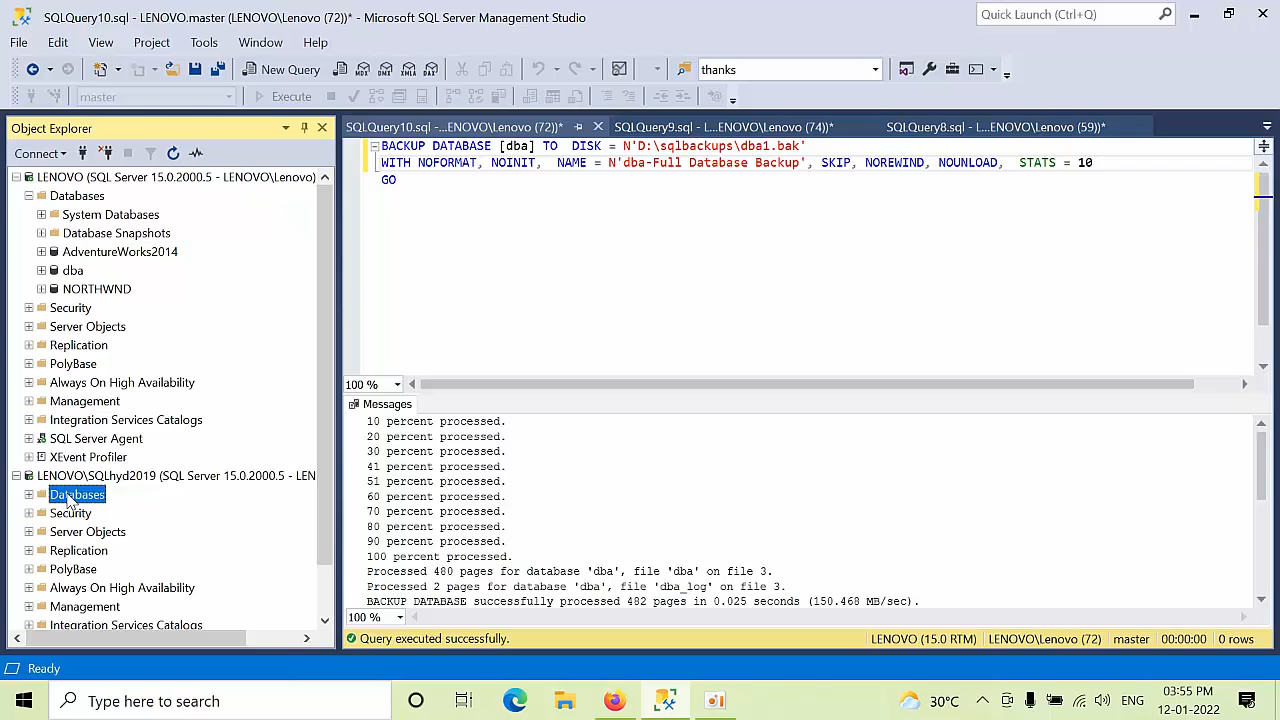 SQLQuery10.sql - LENOVO.master (LENOVO\Lenovo (72))* - Microsoft SQL Server Management Studio
Quick Launch (Ctrl+Q)
File Edit View Project Tools Window Help
New Query
MDX DMX XMLA DAX
thanks
master
Execute
Object Explorer
SQLQuery10.sql -...ENOVO\Lenovo (72))*
SQLQuery9.sql - L...ENOVO\Lenovo (74))*
SQLQuery8.sql - L...ENOVO\Lenovo (59))*
Connect
LENOVO (SQL Server 15.0.2000.5 - LENOVO\Lenovo)
Databases
System Databases
Database Snapshots
AdventureWorks2014
dba
NORTHWND
Security
Server Objects
Replication
PolyBase
Always On High Availability
Management
Integration Services Catalogs
SQL Server Agent
XEvent Profiler
LENOVO\SQLhyd2019 (SQL Server 15.0.2000.5 - LEN
Databases
Security
Server Objects
Replication
PolyBase
Always On High Availability
Management
Integration Services Catalogs
BACKUP DATABASE [dba] TO DISK = N'D:\sqlbackups\dba1.bak'
WITH NOFORMAT, NOINIT, NAME = N'dba-Full Database Backup', SKIP, NOREWIND, NOUNLOAD, STATS = 10
GO
100 %
Messages
10 percent processed.
20 percent processed.
30 percent processed.
41 percent processed.
51 percent processed.
60 percent processed.
70 percent processed.
80 percent processed.
90 percent processed.
100 percent processed.
Processed 480 pages for database 'dba', file 'dba' on file 3.
Processed 2 pages for database 'dba', file 'dba_log' on file 3.
BACKUP DATABASE successfully processed 482 pages in 0.025 seconds (150.468 MB/sec).
100 %
Query executed successfully.
LENOVO (15.0 RTM) LENOVO\Lenovo (72) master 00:00:00 0 rows
Ready
Type here to search
30°C
ENG
03:55 PM
12-01-2022